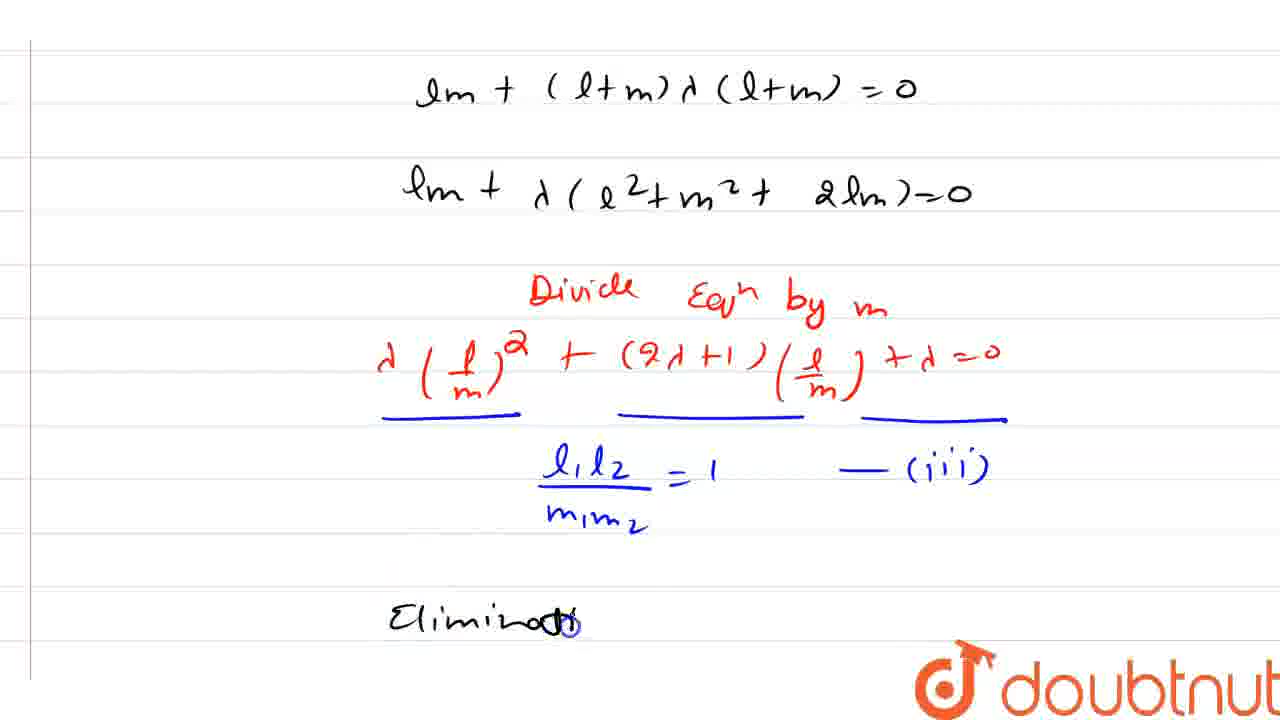 lm + (l+m) λ (l+m) = 0
lm + λ (l²+m²+ 2lm) = 0
Divide Eqⁿ by m
λ (l/m)² + (2λ+1) (l/m) + λ = 0
l₁l₂/m₁m₂ = 1 — (iii)
Eliminati
doubtnut